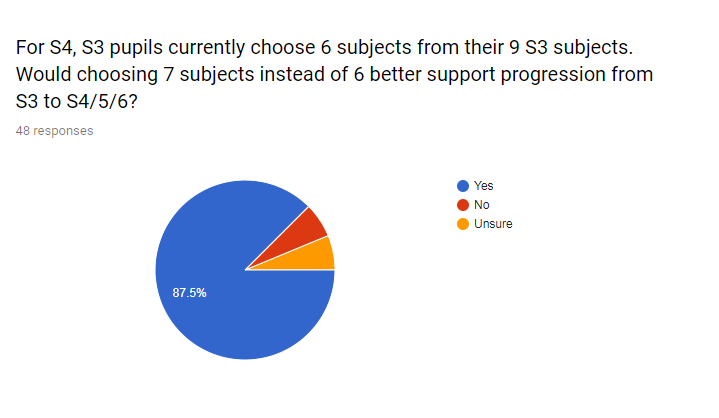 For S4, S3 pupils currently choose 6 subjects from their 9 S3 subjects.
Would choosing 7 subjects instead of 6 better support progression from
S3 to S4/5/6?
48 responses
Yes
No
Unsure
87.5%